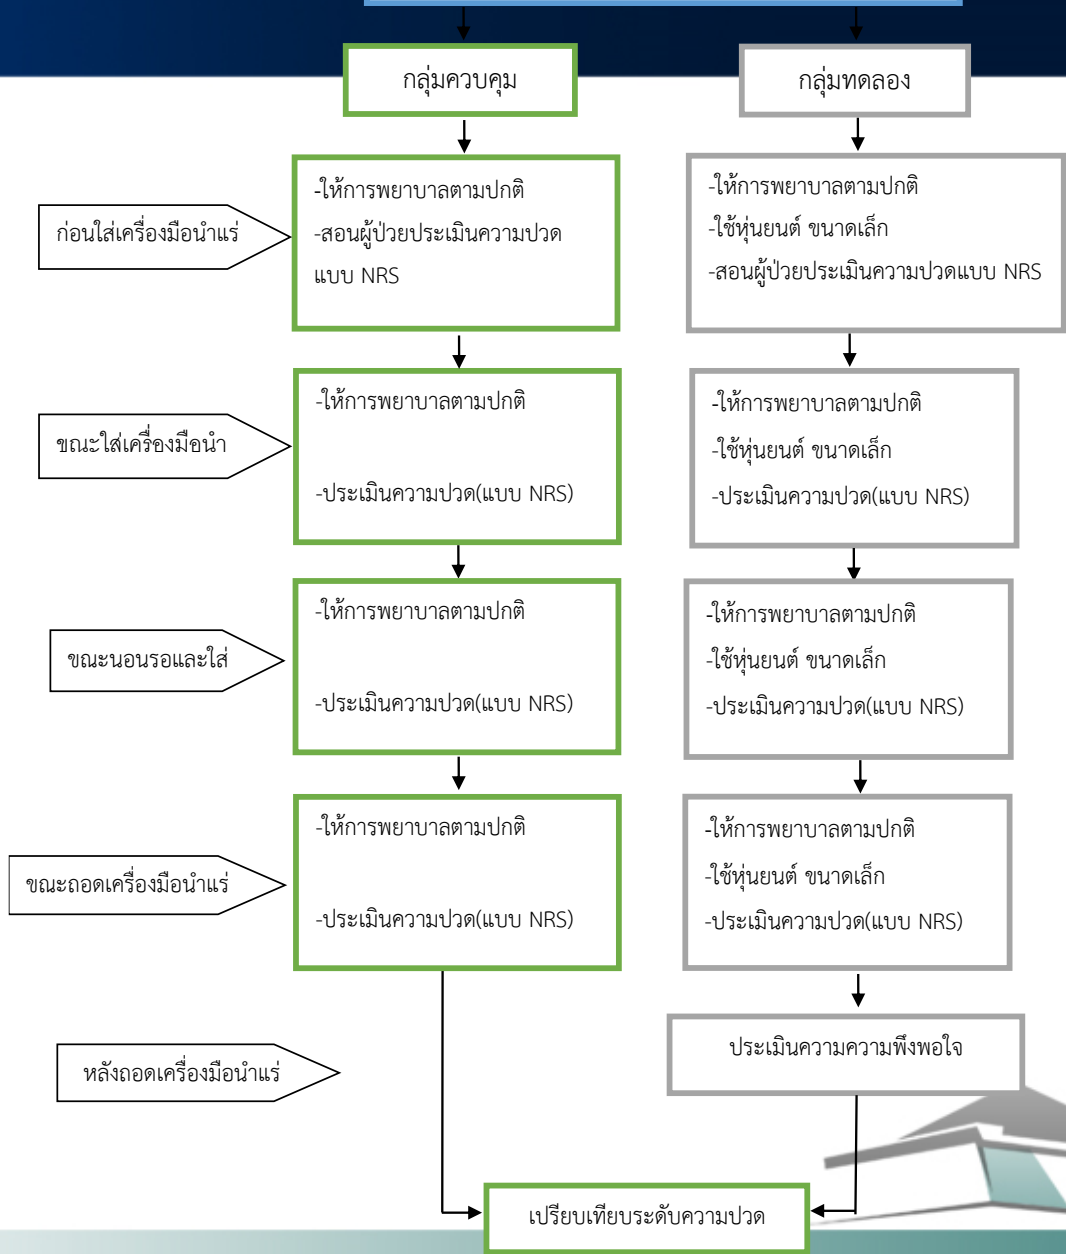 กลุ่มควบคุม
กลุ่มทดลอง
ก่อนใส่เครื่องมือนำแร่
-ให้การพยาบาลตามปกติ
-สอนผู้ป่วยประเมินความปวด
แบบ NRS
-ให้การพยาบาลตามปกติ
-ใช้หุ่นยนต์ ขนาดเล็ก
-สอนผู้ป่วยประเมินความปวดแบบ NRS
ขณะใส่เครื่องมือนำ
-ให้การพยาบาลตามปกติ
-ประเมินความปวด(แบบ NRS)
-ให้การพยาบาลตามปกติ
-ใช้หุ่นยนต์ ขนาดเล็ก
-ประเมินความปวด(แบบ NRS)
ขณะนอนรอและใส่
-ให้การพยาบาลตามปกติ
-ประเมินความปวด(แบบ NRS)
-ให้การพยาบาลตามปกติ
-ใช้หุ่นยนต์ ขนาดเล็ก
-ประเมินความปวด(แบบ NRS)
ขณะถอดเครื่องมือนำแร่
-ให้การพยาบาลตามปกติ
-ประเมินความปวด(แบบ NRS)
-ให้การพยาบาลตามปกติ
-ใช้หุ่นยนต์ ขนาดเล็ก
-ประเมินความปวด(แบบ NRS)
หลังถอดเครื่องมือนำแร่
ประเมินความความพึงพอใจ
เปรียบเทียบระดับความปวด